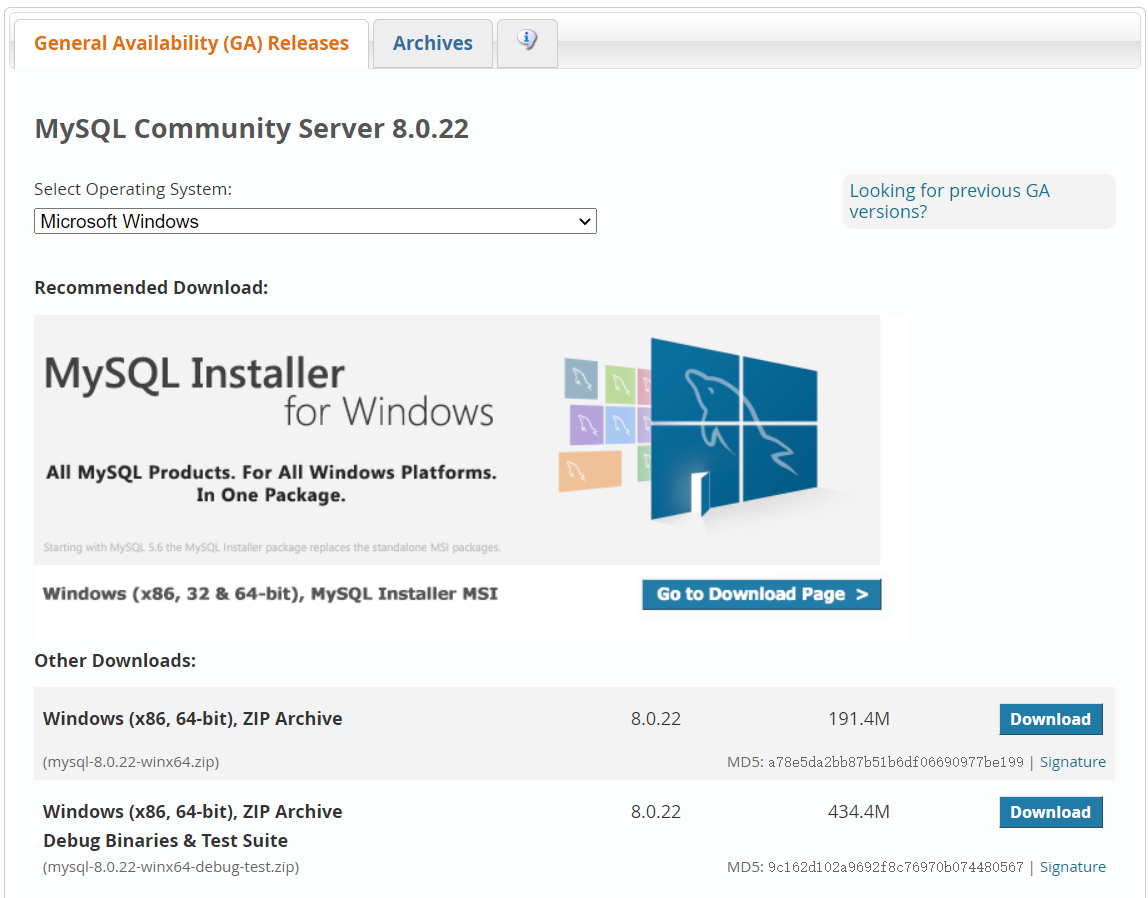 General Availability (GA) Releases
Archives
MySQL Community Server 8.0.22
Select Operating System:
Looking for previous GA
versions?
Microsoft Windows
Recommended Download:
MySQL Installer
for Windows
All MySQL Products. For All Windows Platforms.
In One Package.
Starting with MySQL 5.6 the MySQL Installer package replaces the standalone MSI packages.
Windows (x86, 32 & 64-bit), MySQL Installer MSI
Go to Download Page >
Other Downloads:
Windows (x86, 64-bit), ZIP Archive 8.0.22 191.4M Download
(mysql-8.0.22-winx64.zip) MD5: a78e5da2bb87b51b6df06690977be199 | Signature
Windows (x86, 64-bit), ZIP Archive 8.0.22 434.4M Download
Debug Binaries & Test Suite
(mysql-8.0.22-winx64-debug-test.zip) MD5: 9c162d102a9692f8c76970b074480567 | Signature